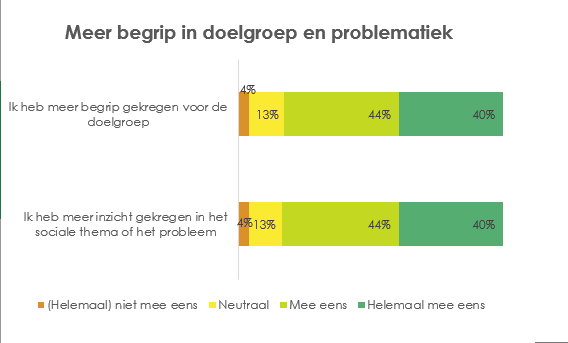 Meer begrip in doelgroep en problematiek
Ik heb meer begrip gekregen voor de
doelgroep
4%
13%
44%
40%
Ik heb meer inzicht gekregen in het
sociale thema of het probleem
4%
13%
44%
40%
(Helemaal) niet mee eens
Neutraal
Mee eens
Helemaal mee eens